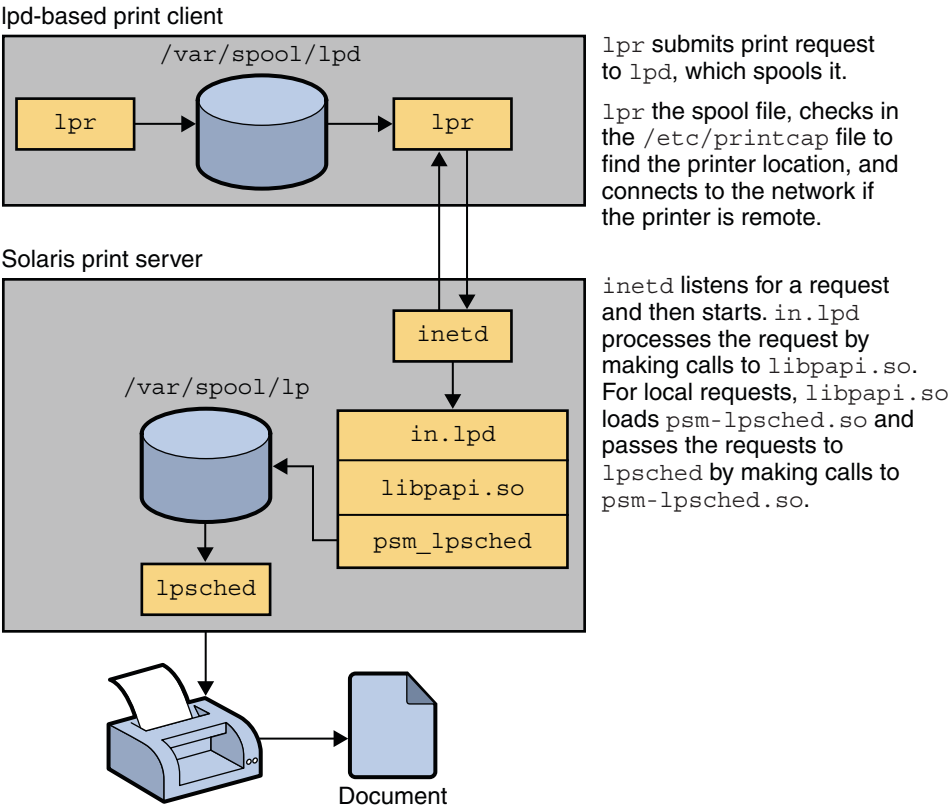 lpd-based print client
/var/spool/lpd
lpr
lpr
lpr submits print request
to lpd, which spools it.
lpr the spool file, checks in
the /etc/printcap file to
find the printer location, and
connects to the network if
the printer is remote.
Solaris print server
inetd
/var/spool/lp
in.lpd
libpapi.so
psm_lpsched
lpsched
inetd listens for a request
and then starts. in.lpd
processes the request by
making calls to libpapi.so.
For local requests, libpapi.so
loads psm-lpsched.so and
passes the requests to
lpsched by making calls to
psm-lpsched.so.
Document